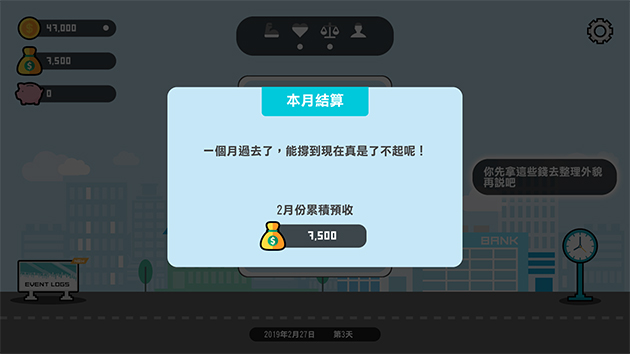 47,000
7,500
0
本月結算
一個月過去了，能撐到現在真是了不起呢！
2月份累積預收
7,500
你先拿這些錢去整理外貌
再說吧
BANK
EVENT LOGS
2019年2月27日 第3天